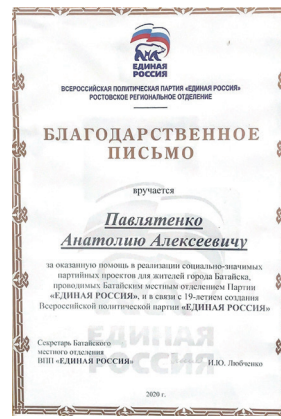 ЕДИНАЯ
РОССИЯ
ВСЕРОССИЙСКАЯ ПОЛИТИЧЕСКАЯ ПАРТИЯ «ЕДИНАЯ РОССИЯ»
РОСТОВСКОЕ РЕГИОНАЛЬНОЕ ОТДЕЛЕНИЕ
БЛАГОДАРСТВЕННОЕ
ПИСЬМО
вручается
Павлятенко
Анатолию Алексеевичу
за оказанную помощь в реализации социально-значимых
партийных проектов для жителей города Батайска,
проводимых Батайским местным отделением Партии
«ЕДИНАЯ РОССИЯ», и в связи с 19-летием создания
Всероссийской политической партии «ЕДИНАЯ РОССИЯ»
ЕДИНАЯ
РОССИЯ
Секретарь Батайского
местного отделения
ВПП «ЕДИНАЯ РОССИЯ»
И.Ю. Любченко
2020 г.